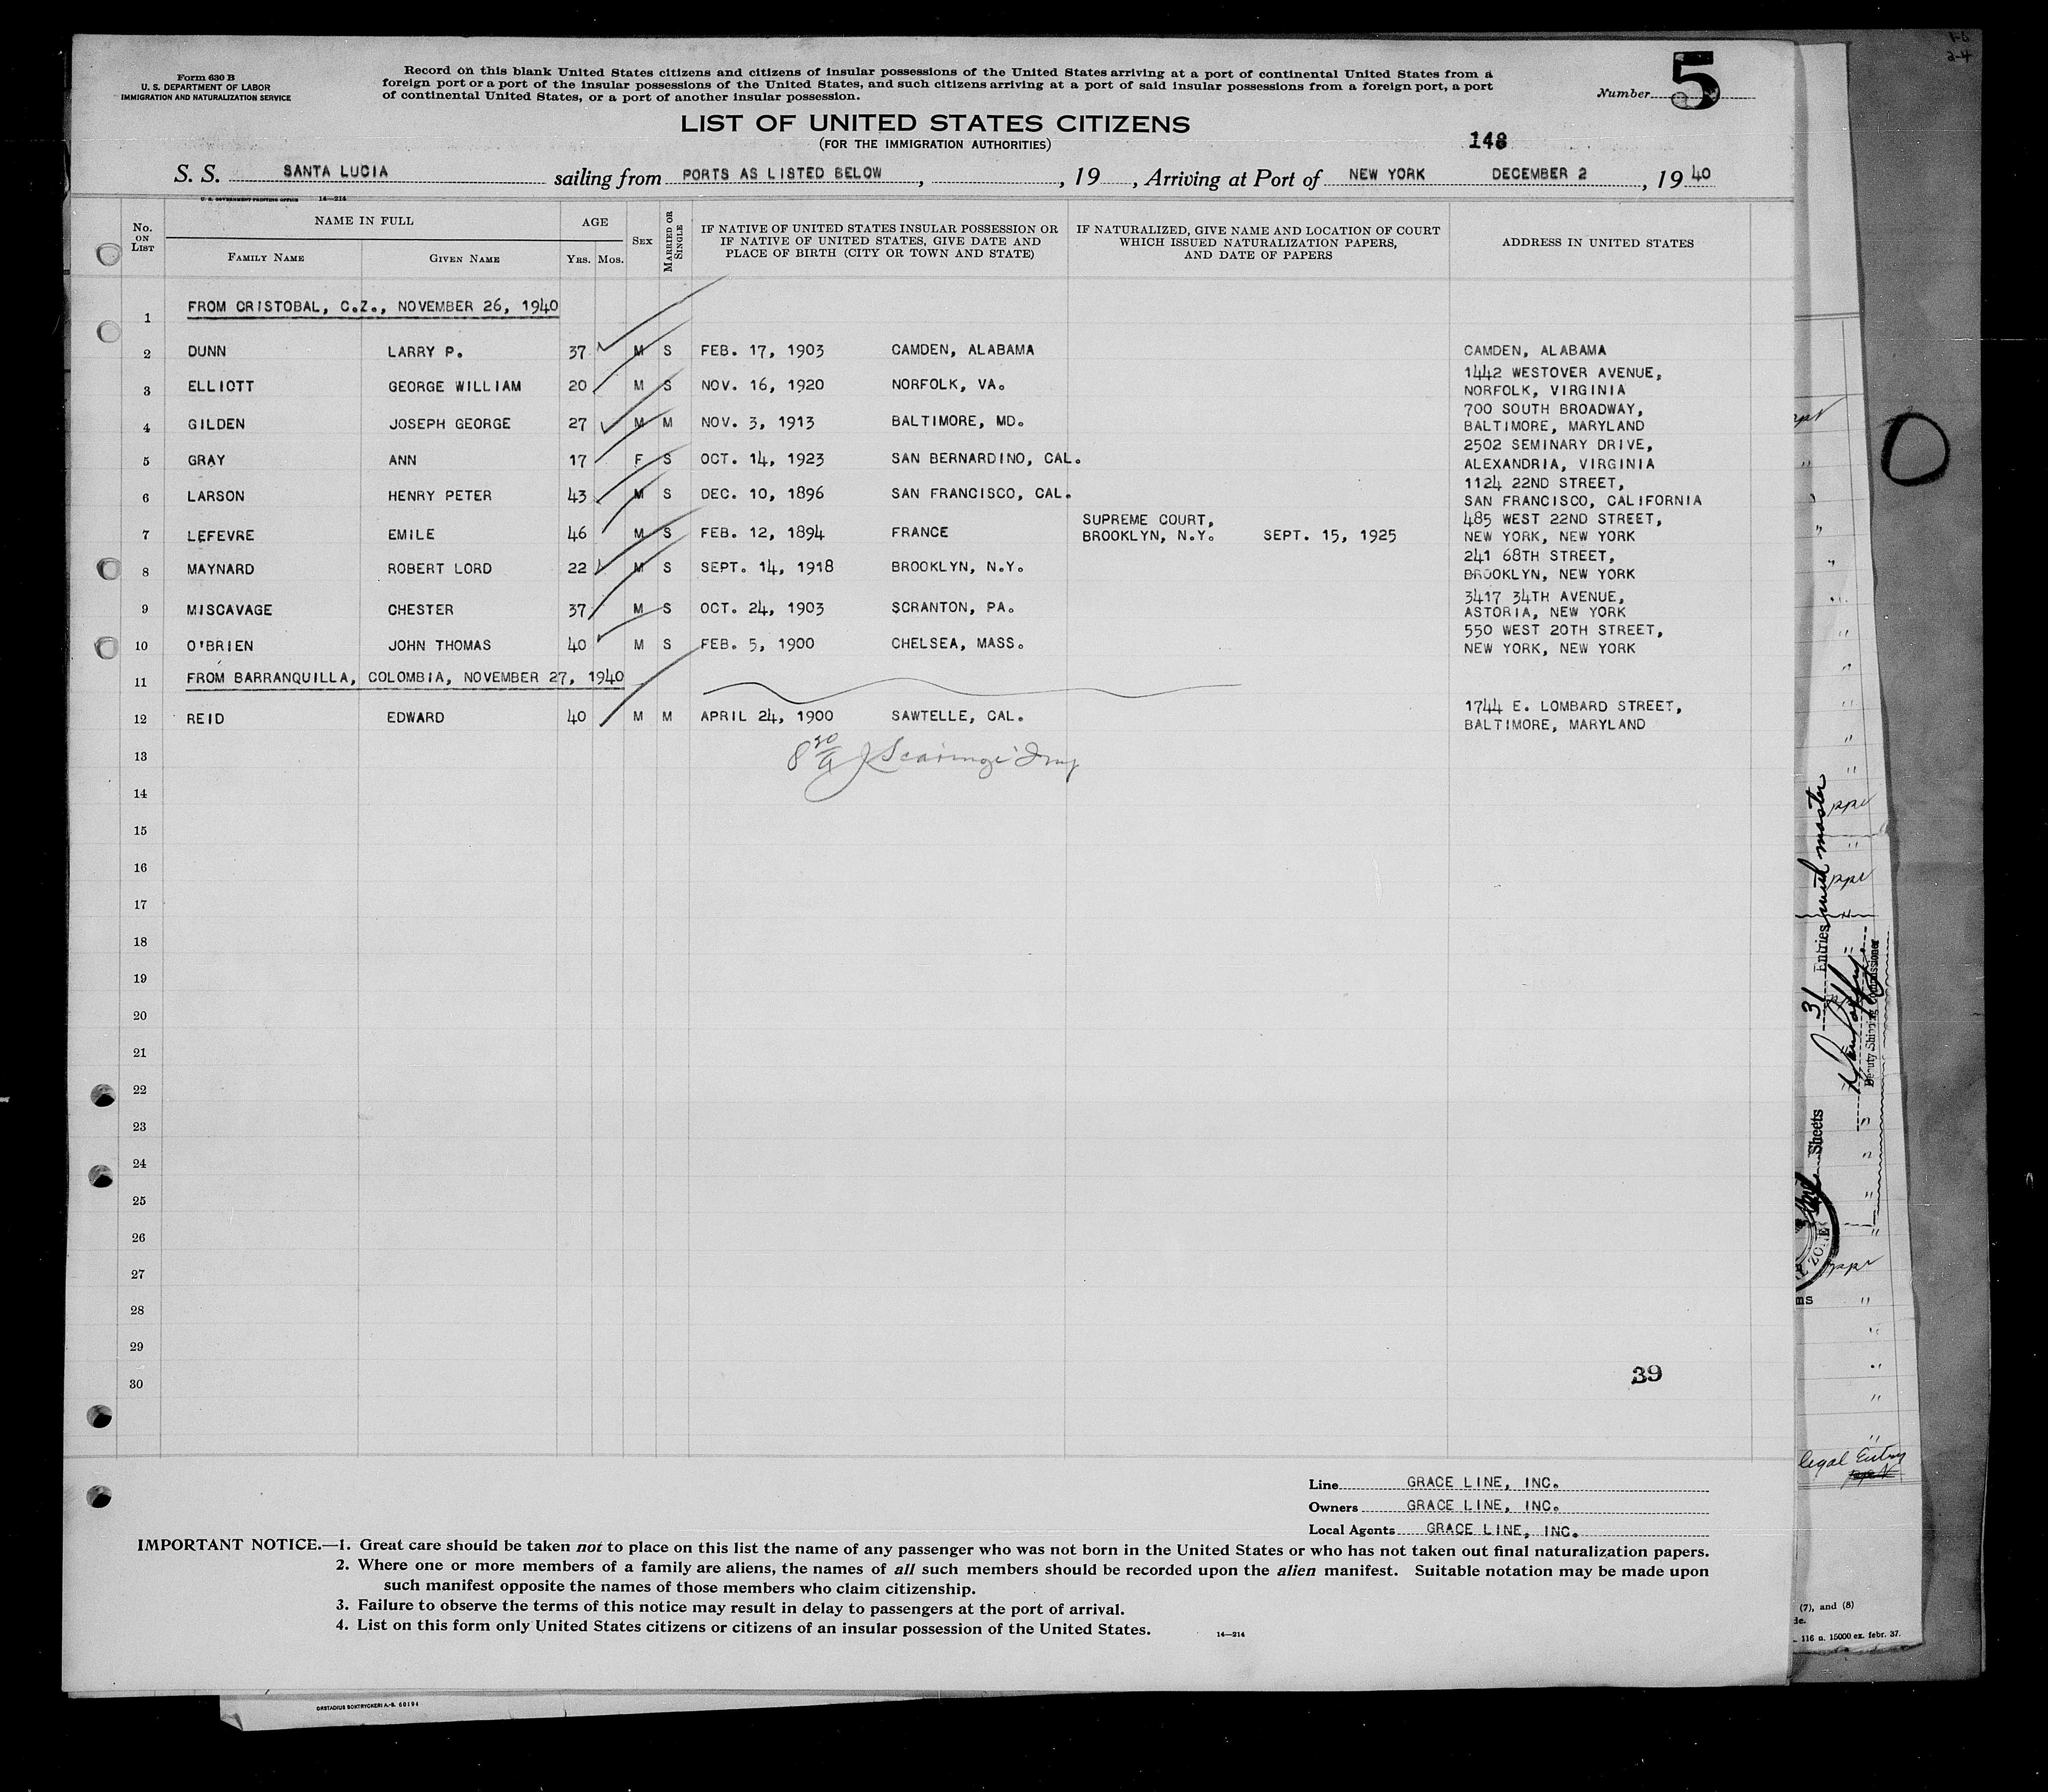 Form 630 B
U. S. DEPARTMENT OF LABOR
IMMIGRATION AND NATURALIZATION SERVICE
Record on this blank United States citizens and citizens of insular possessions of the United States arriving at a port of continental United States from a
foreign port or a port of the insular possessions of the United States, and such citizens arriving at a port of said insular possessions from a foreign port, a port
of continental United States, or a port of another insular possession.
Number 5
LIST OF UNITED STATES CITIZENS
(FOR THE IMMIGRATION AUTHORITIES)
148
S. S. SANTA LUCIA sailing from PORTS AS LISTED BELOW, , 19 , Arriving at Port of NEW YORK DECEMBER 2, 19 40
U. S. GOVERNMENT PRINTING OFFICE 14—214
No. ON LIST
NAME IN FULL
FAMILY NAME GIVEN NAME
AGE
YRS. MOS.
SEX
MARRIED OR SINGLE
IF NATIVE OF UNITED STATES INSULAR POSSESSION OR
IF NATIVE OF UNITED STATES, GIVE DATE AND
PLACE OF BIRTH (CITY OR TOWN AND STATE)
IF NATURALIZED, GIVE NAME AND LOCATION OF COURT
WHICH ISSUED NATURALIZATION PAPERS,
AND DATE OF PAPERS
ADDRESS IN UNITED STATES
1 FROM CRISTOBAL, C.Z., NOVEMBER 26, 1940
2 DUNN LARRY P. 37 M S FEB. 17, 1903 CAMDEN, ALABAMA CAMDEN, ALABAMA
3 ELLIOTT GEORGE WILLIAM 20 M S NOV. 16, 1920 NORFOLK, VA. 1442 WESTOVER AVENUE,
NORFOLK, VIRGINIA
4 GILDEN JOSEPH GEORGE 27 M M NOV. 3, 1913 BALTIMORE, MD. 700 SOUTH BROADWAY,
BALTIMORE, MARYLAND
5 GRAY ANN 17 F S OCT. 14, 1923 SAN BERNARDINO, CAL. 2502 SEMINARY DRIVE,
ALEXANDRIA, VIRGINIA
6 LARSON HENRY PETER 43 M S DEC. 10, 1896 SAN FRANCISCO, CAL. 1124 22ND STREET,
SAN FRANCISCO, CALIFORNIA
7 LEFEVRE EMILE 46 M S FEB. 12, 1894 FRANCE SUPREME COURT,
BROOKLYN, N.Y. SEPT. 15, 1925 485 WEST 22ND STREET,
NEW YORK, NEW YORK
8 MAYNARD ROBERT LORD 22 M S SEPT. 14, 1918 BROOKLYN, N.Y. 241 68TH STREET,
BROOKLYN, NEW YORK
9 MISCAVAGE CHESTER 37 M S OCT. 24, 1903 SCRANTON, PA. 3417 34TH AVENUE,
ASTORIA, NEW YORK
10 O'BRIEN JOHN THOMAS 40 M S FEB. 5, 1900 CHELSEA, MASS. 550 WEST 20TH STREET,
NEW YORK, NEW YORK
11 FROM BARRANQUILLA, COLOMBIA, NOVEMBER 27, 1940
12 REID EDWARD 40 M M APRIL 24, 1900 SAWTELLE, CAL. 1744 E. LOMBARD STREET,
BALTIMORE, MARYLAND
13
14
15
16
17
18
19
20
21
22
23
24
25
26
27
28
29
30
39
Line GRACE LINE, INC.
Owners GRACE LINE, INC.
Local Agents GRACE LINE, INC.
IMPORTANT NOTICE.—1. Great care should be taken not to place on this list the name of any passenger who was not born in the United States or who has not taken out final naturalization papers.
2. Where one or more members of a family are aliens, the names of all such members should be recorded upon the alien manifest. Suitable notation may be made upon
such manifest opposite the names of those members who claim citizenship.
3. Failure to observe the terms of this notice may result in delay to passengers at the port of arrival.
4. List on this form only United States citizens or citizens of an insular possession of the United States.
14—214
31 Entries
Sheets
Deputy Shipping Commissioner
legal Entry
(7), and (8)
116 n. 15000 ex. febr. 37.